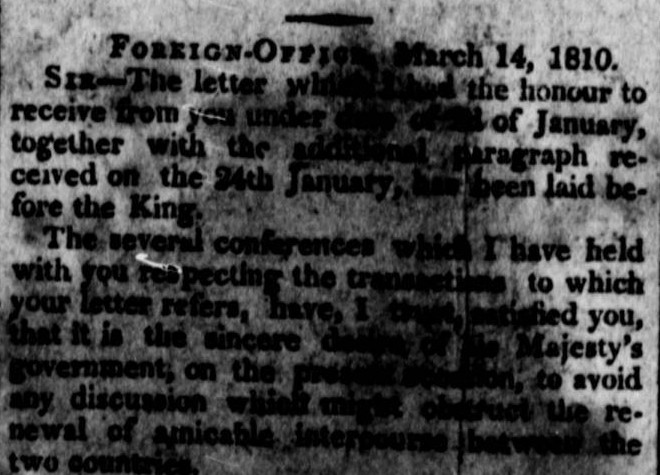 FOREIGN-OFFICE, March 14, 1810.
SIR—The letter which I had the honour to
receive from you under date of of January,
together with the additional paragraph re-
ceived on the 24th January, has been laid be-
fore the King.
The several conferences which I have held
with you respecting the transactions to which
your letter refers, have, I trust, satisfied you,
that it is the sincere desire of his Majesty's
government, on the present occasion, to avoid
any discussion which might obstruct the re-
newal of amicable intercourse between the
two countries.